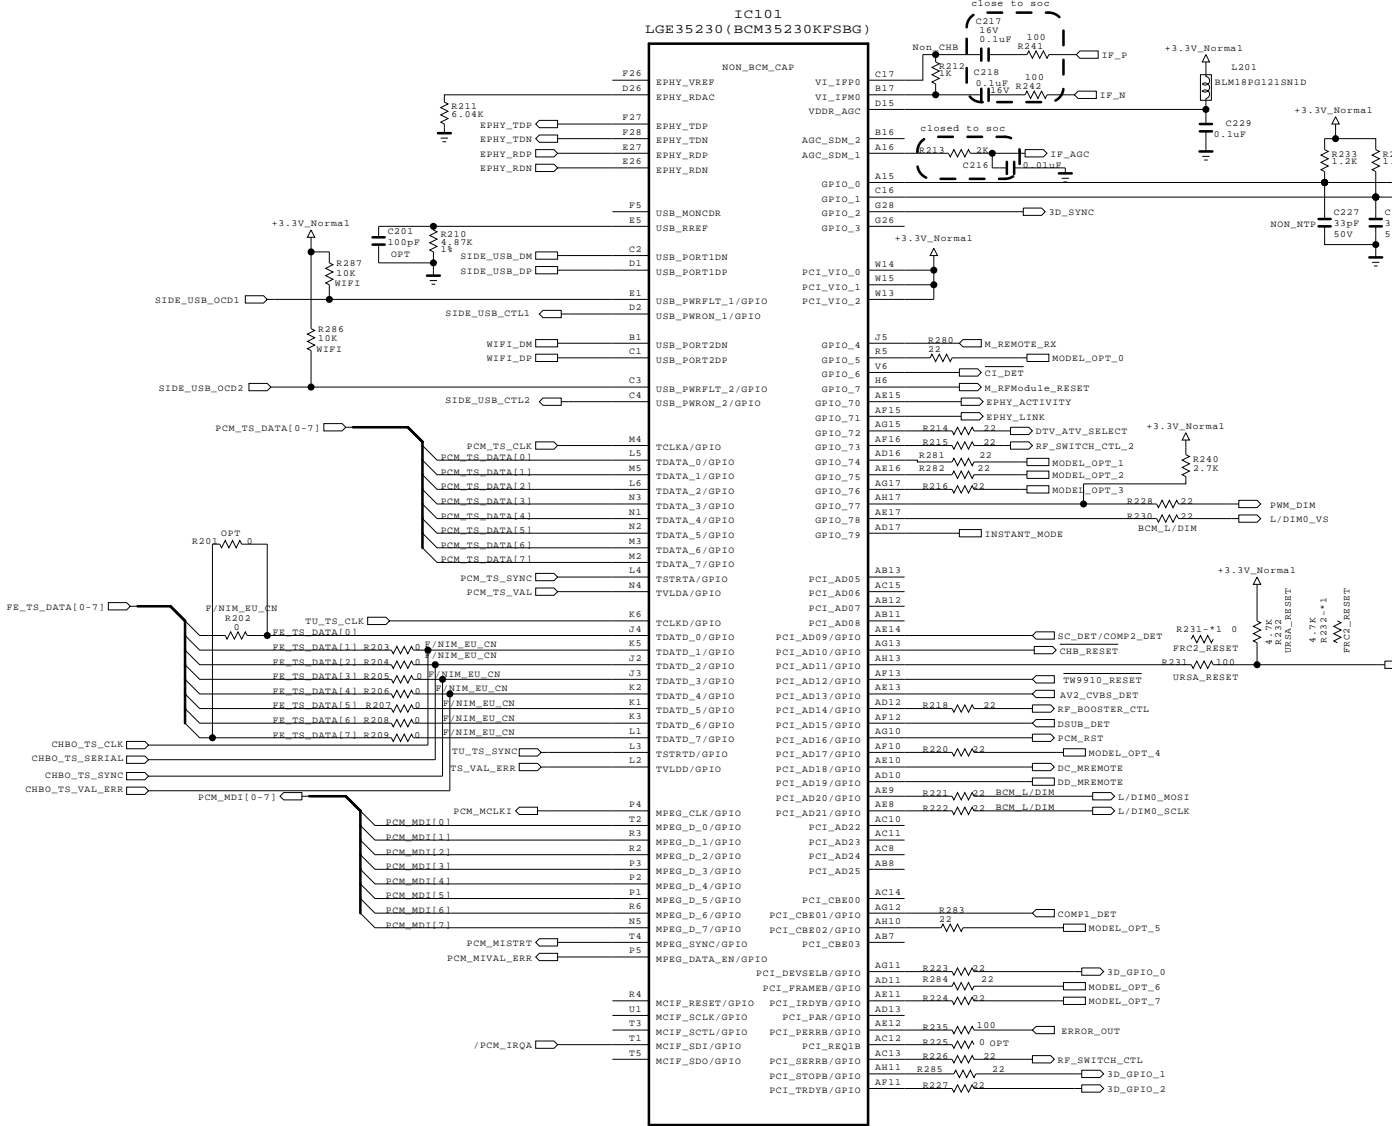 IC101
LGE35230(BCM35230KFSBG)
NON_BCM_CAP
close to soc
C217
16V
0.1uF
100
R241
IF_P
Non_CHB
R212
1K
C218
0.1uF
16V
100
R242
IF_N
+3.3V_Normal
L201
BLM18PG121SN1D
C229
0.1uF
closed to soc
R213
2K
C216
0.01uF
IF_AGC
+3.3V_Normal
R233
1.2K
NON_NTP
C227
33pF
50V
F26 EPHY_VREF
D26 EPHY_RDAC
R211
6.04K
EPHY_TDP F27 EPHY_TDP
EPHY_TDN F28 EPHY_TDN
EPHY_RDP E27 EPHY_RDP
EPHY_RDN E26 EPHY_RDN
F5 USB_MONCDR
E5 USB_RREF
C201
100pF
OPT
R210
4.87K
1%
+3.3V_Normal
R287
10K
WIFI
R286
10K
WIFI
SIDE_USB_DM C2 USB_PORT1DN
SIDE_USB_DP D1 USB_PORT1DP
SIDE_USB_OCD1 E1 USB_PWRFLT_1/GPIO
SIDE_USB_CTL1 D2 USB_PWRON_1/GPIO
WIFI_DM B1 USB_PORT2DN
WIFI_DP C1 USB_PORT2DP
SIDE_USB_OCD2 C3 USB_PWRFLT_2/GPIO
SIDE_USB_CTL2 C4 USB_PWRON_2/GPIO
PCM_TS_DATA[0-7]
PCM_TS_CLK M4 TCLKA/GPIO
PCM_TS_DATA[0] L5 TDATA_0/GPIO
PCM_TS_DATA[1] M5 TDATA_1/GPIO
PCM_TS_DATA[2] L6 TDATA_2/GPIO
PCM_TS_DATA[3] N3 TDATA_3/GPIO
PCM_TS_DATA[4] N1 TDATA_4/GPIO
PCM_TS_DATA[5] N2 TDATA_5/GPIO
PCM_TS_DATA[6] M3 TDATA_6/GPIO
PCM_TS_DATA[7] M2 TDATA_7/GPIO
PCM_TS_SYNC L4 TSTRTA/GPIO
PCM_TS_VAL N4 TVLDA/GPIO
OPT
R201 0
FE_TS_DATA[0-7]
F/NIM_EU_CN
R202
0
TU_TS_CLK K6 TCLKD/GPIO
FE_TS_DATA[0] J4 TDATD_0/GPIO
FE_TS_DATA[1] R203 0 F/NIM_EU_CN K5 TDATD_1/GPIO
FE_TS_DATA[2] R204 0 F/NIM_EU_CN J2 TDATD_2/GPIO
FE_TS_DATA[3] R205 0 F/NIM_EU_CN J3 TDATD_3/GPIO
FE_TS_DATA[4] R206 0 F/NIM_EU_CN K2 TDATD_4/GPIO
FE_TS_DATA[5] R207 0 F/NIM_EU_CN K1 TDATD_5/GPIO
FE_TS_DATA[6] R208 0 K3 TDATD_6/GPIO
FE_TS_DATA[7] R209 0 F/NIM_EU_CN L1 TDATD_7/GPIO
CHBO_TS_CLK
CHBO_TS_SERIAL
CHBO_TS_SYNC
CHBO_TS_VAL_ERR
TU_TS_SYNC L3 TSTRTD/GPIO
TS_VAL_ERR L2 TVLDD/GPIO
PCM_MDI[0-7]
PCM_MCLKI P4 MPEG_CLK/GPIO
PCM_MDI[0] T2 MPEG_D_0/GPIO
PCM_MDI[1] R3 MPEG_D_1/GPIO
PCM_MDI[2] R2 MPEG_D_2/GPIO
PCM_MDI[3] P3 MPEG_D_3/GPIO
PCM_MDI[4] P2 MPEG_D_4/GPIO
PCM_MDI[5] P1 MPEG_D_5/GPIO
PCM_MDI[6] R6 MPEG_D_6/GPIO
PCM_MDI[7] N5 MPEG_D_7/GPIO
PCM_MISTRT T4 MPEG_SYNC/GPIO
PCM_MIVAL_ERR P5 MPEG_DATA_EN/GPIO
R4 MCIF_RESET/GPIO
U1 MCIF_SCLK/GPIO
T3 MCIF_SCTL/GPIO
/PCM_IRQA T1 MCIF_SDI/GPIO
T5 MCIF_SDO/GPIO
VI_IFP0 C17
VI_IFM0 B17
VDDR_AGC D15
AGC_SDM_2 B16
AGC_SDM_1 A16
GPIO_0 A15
GPIO_1 C16
GPIO_2 G28 3D_SYNC
GPIO_3 G26
+3.3V_Normal
PCI_VIO_0 W14
PCI_VIO_1 W15
PCI_VIO_2 W13
GPIO_4 J5 M_REMOTE_RX
GPIO_5 R5 R280 22 MODEL_OPT_0
GPIO_6 V6 CI_DET
GPIO_7 H6 M_RFModule_RESET
GPIO_70 AE15 EPHY_ACTIVITY
GPIO_71 AF15 EPHY_LINK
GPIO_72 AG15 R214 22 DTV_ATV_SELECT
GPIO_73 AF16 R215 22 RF_SWITCH_CTL_2
GPIO_74 AD16 R281 22 MODEL_OPT_1
GPIO_75 AE16 R282 22 MODEL_OPT_2
GPIO_76 AG17 R216 22 MODEL_OPT_3
+3.3V_Normal
R240
2.7K
GPIO_77 AH17 R228 22 PWM_DIM
GPIO_78 AE17 R230 22 L/DIM0_VS
BCM_L/DIM
GPIO_79 AD17 INSTANT_MODE
PCI_AD05 AB13
PCI_AD06 AC15
PCI_AD07 AB12
PCI_AD08 AB11
+3.3V_Normal
4.7K
R232
URSA_RESET
4.7K
R232-*1
FRC2_RESET
R231-*1 0
FRC2_RESET
R231 100
URSA_RESET
PCI_AD09/GPIO AE14 SC_DET/COMP2_DET
PCI_AD10/GPIO AG13 CHB_RESET
PCI_AD11/GPIO AH13
PCI_AD12/GPIO AF13 TW9910_RESET
PCI_AD13/GPIO AE13 AV2_CVBS_DET
PCI_AD14/GPIO AD12 R218 22 RF_BOOSTER_CTL
PCI_AD15/GPIO AF12 DSUB_DET
PCI_AD16/GPIO AG10 PCM_RST
PCI_AD17/GPIO AF10 R220 22 MODEL_OPT_4
PCI_AD18/GPIO AE10 DC_MREMOTE
PCI_AD19/GPIO AD10 DD_MREMOTE
PCI_AD20/GPIO AE9 R221 22 BCM_L/DIM L/DIM0_MOSI
PCI_AD21/GPIO AE8 R222 22 BCM_L/DIM L/DIM0_SCLK
PCI_AD22 AC10
PCI_AD23 AC11
PCI_AD24 AC8
PCI_AD25 AB8
PCI_CBE00 AC14
PCI_CBE01/GPIO AG12 COMP1_DET
PCI_CBE02/GPIO AH10 R283 22 MODEL_OPT_5
PCI_CBE03 AB7
PCI_DEVSELB/GPIO AG11 R223 22 3D_GPIO_0
PCI_FRAMEB/GPIO AD11 R284 22 MODEL_OPT_6
PCI_IRDYB/GPIO AE11 R224 22 MODEL_OPT_7
PCI_PAR/GPIO AD13
PCI_PERRB/GPIO AE12 R235 100 ERROR_OUT
PCI_REQ1B AC12 R225 0 OPT
PCI_SERRB/GPIO AC13 R226 22 RF_SWITCH_CTL
PCI_STOPB/GPIO AH11 R285 22 3D_GPIO_1
PCI_TRDYB/GPIO AF11 R227 22 3D_GPIO_2